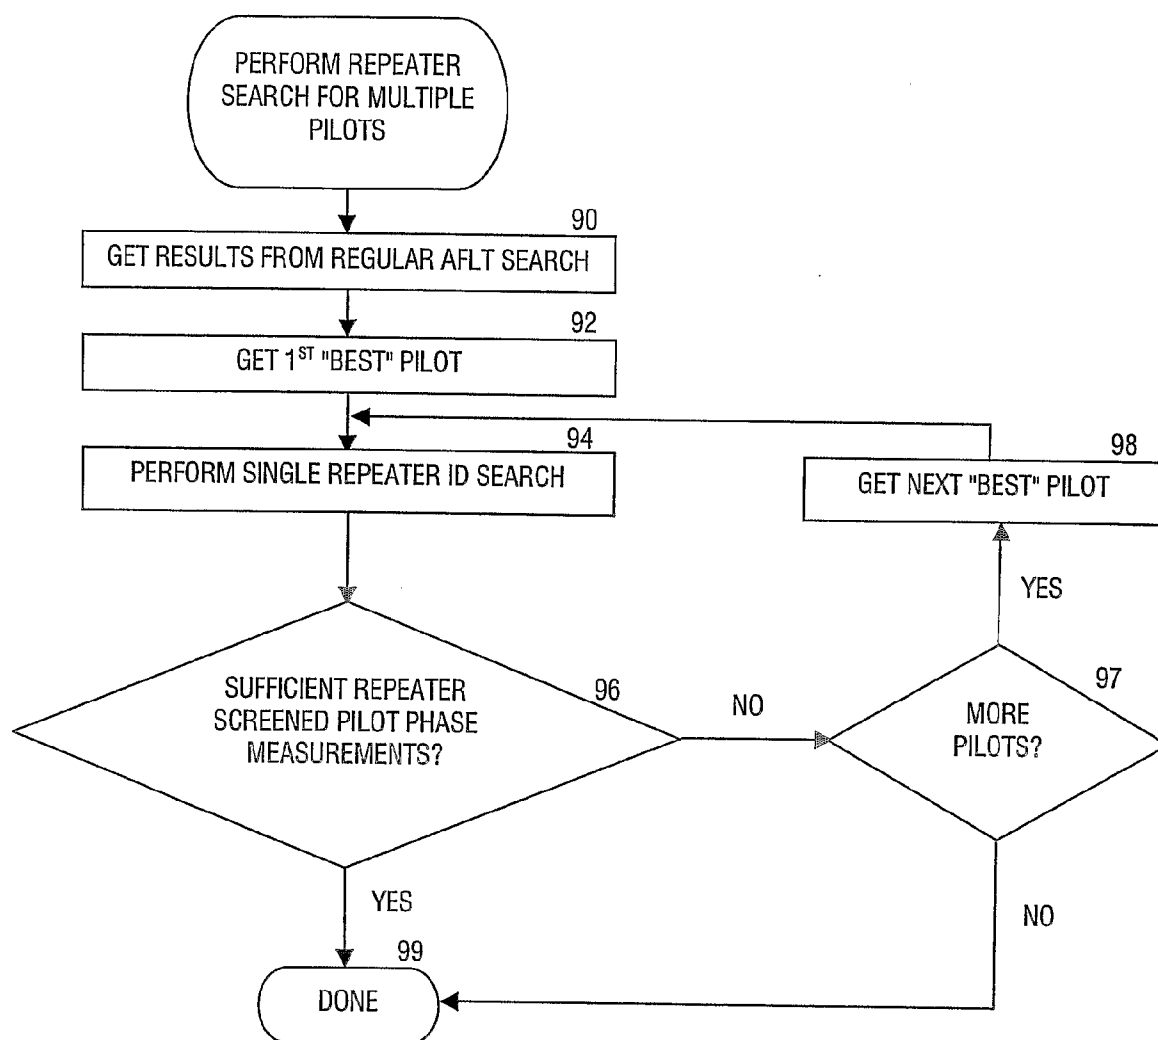 PERFORM REPEATER
SEARCH FOR MULTIPLE
PILOTS
90
GET RESULTS FROM REGULAR AFLT SEARCH
92
GET 1ST "BEST" PILOT
94
PERFORM SINGLE REPEATER ID SEARCH
98
GET NEXT "BEST" PILOT
YES
SUFFICIENT REPEATER
SCREENED PILOT PHASE
MEASUREMENTS?
96
NO
97
MORE
PILOTS?
YES
NO
99
DONE